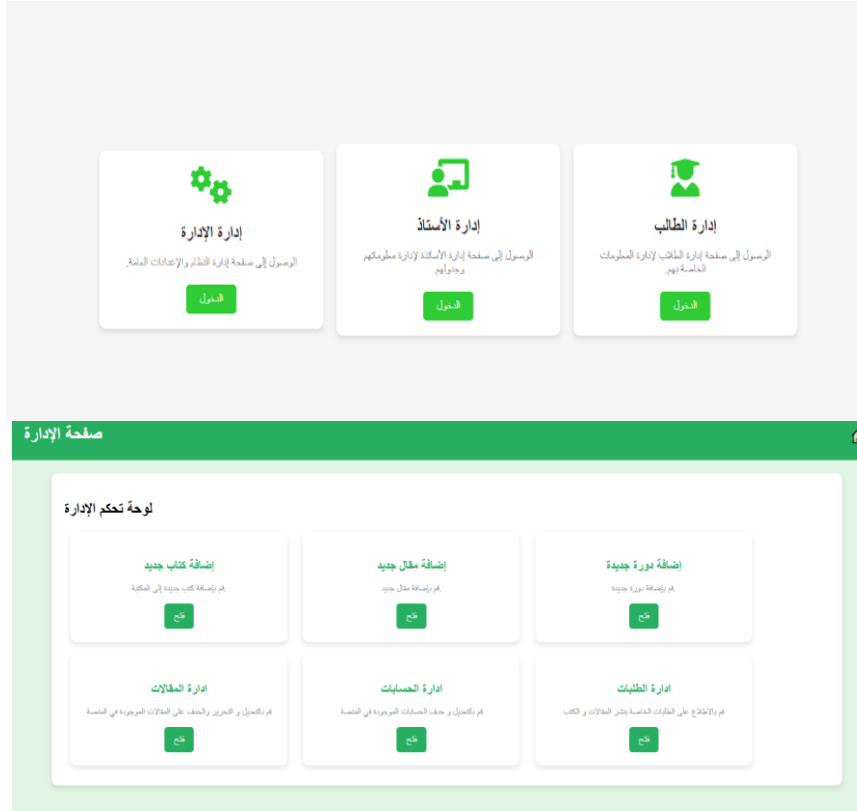 إدارة الطالب
الوصول إلى صفحة إدارة الطلاب لإدارة المعلومات
الخاصة بهم.
الدخول
إدارة الأستاذ
الوصول إلى صفحة إدارة الأساتذة لإدارة معلوماتهم
وجدولهم.
الدخول
إدارة الإدارة
الوصول إلى صفحة إدارة النظام والإعدادات العامة.
الدخول
صفحة الإدارة
لوحة تحكم الإدارة
إضافة دورة جديدة
قم بإضافة دورة جديدة
فتح
إضافة مقال جديد
قم بإضافة مقال جديد
فتح
إضافة كتاب جديد
قم بإضافة كتب جديدة إلى المكتبة
فتح
ادارة الطلبات
قم بالاطلاع على الطلبات الخاصة بنشر المقالات و الكتب
فتح
ادارة الحسابات
قم بالتعديل و حذف الحسابات الموجودة في المنصة
فتح
ادارة المقالات
قم بالتعديل و التحرير والحذف على المقالات الموجودة في المنصة
فتح